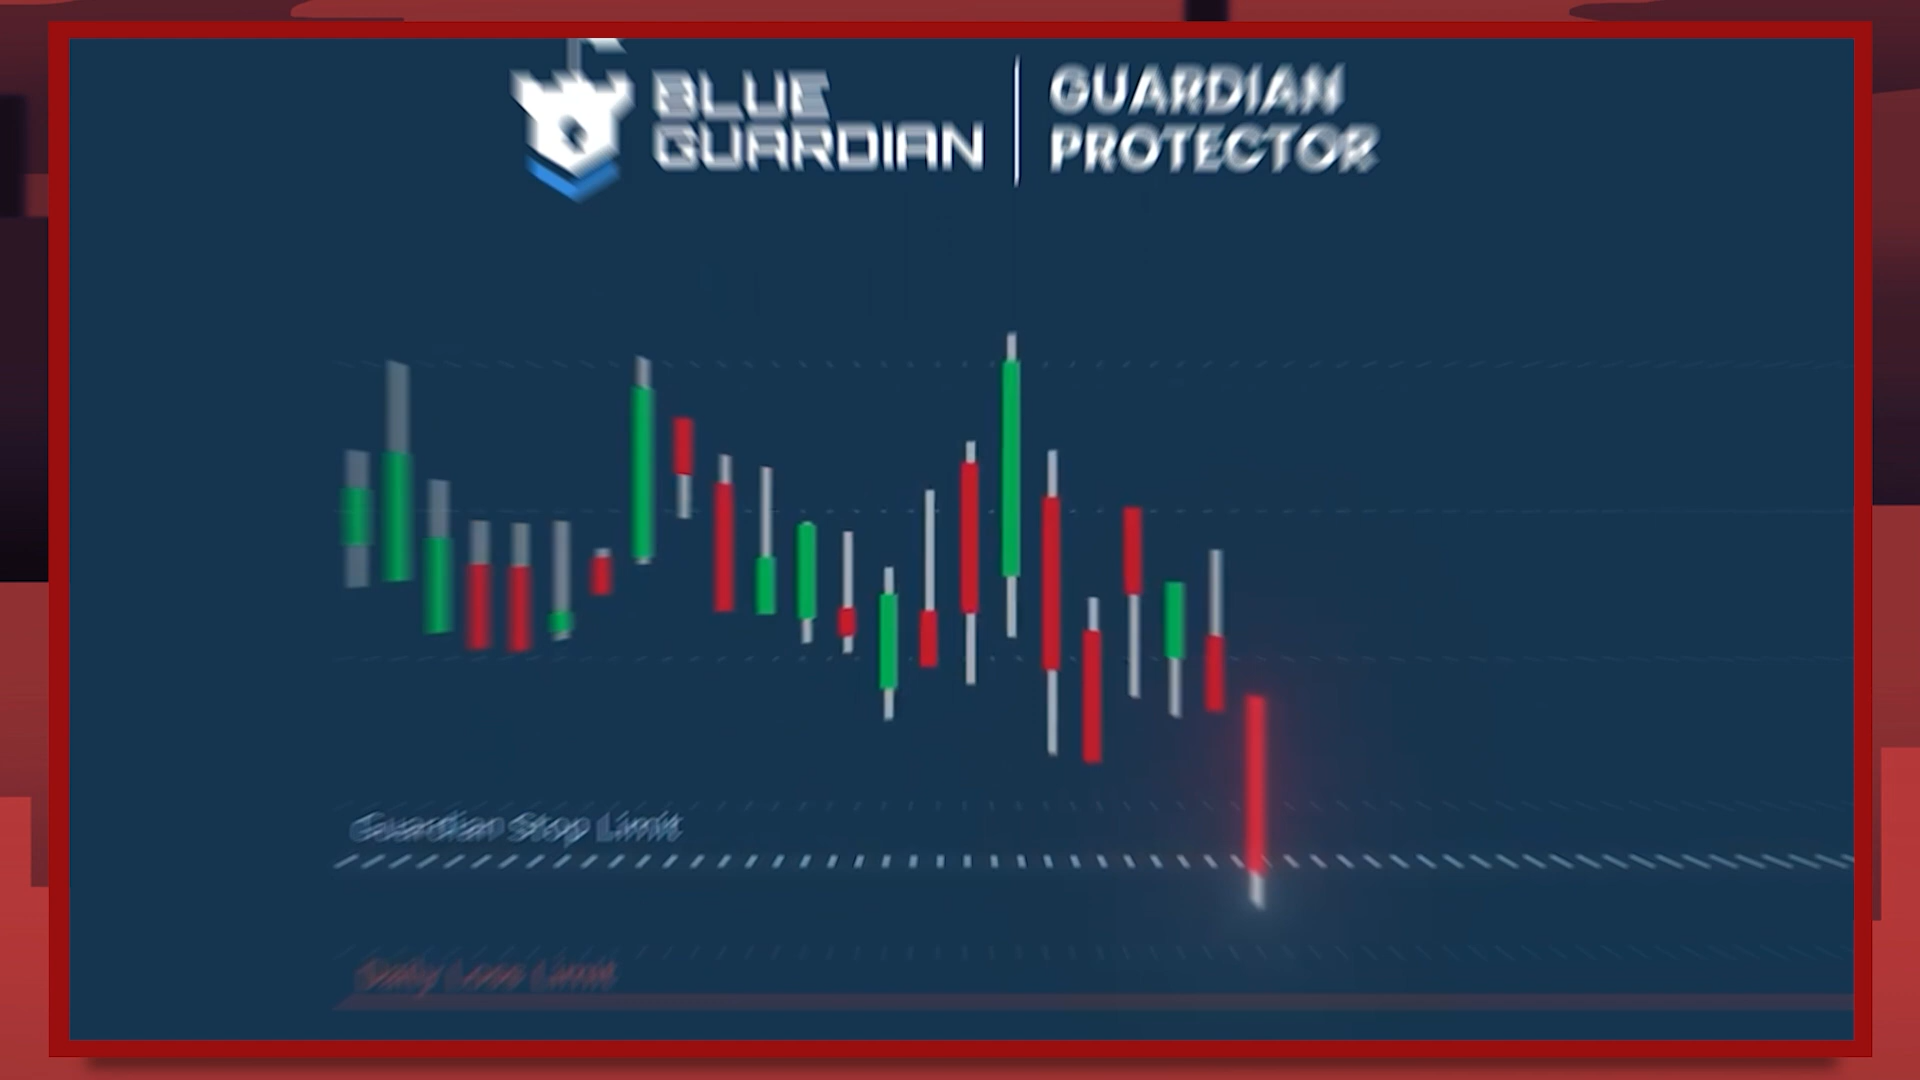 BLUE
GUARDIAN
GUARDIAN
PROTECTOR
Guardian Stop Limit
Daily Loss Limit